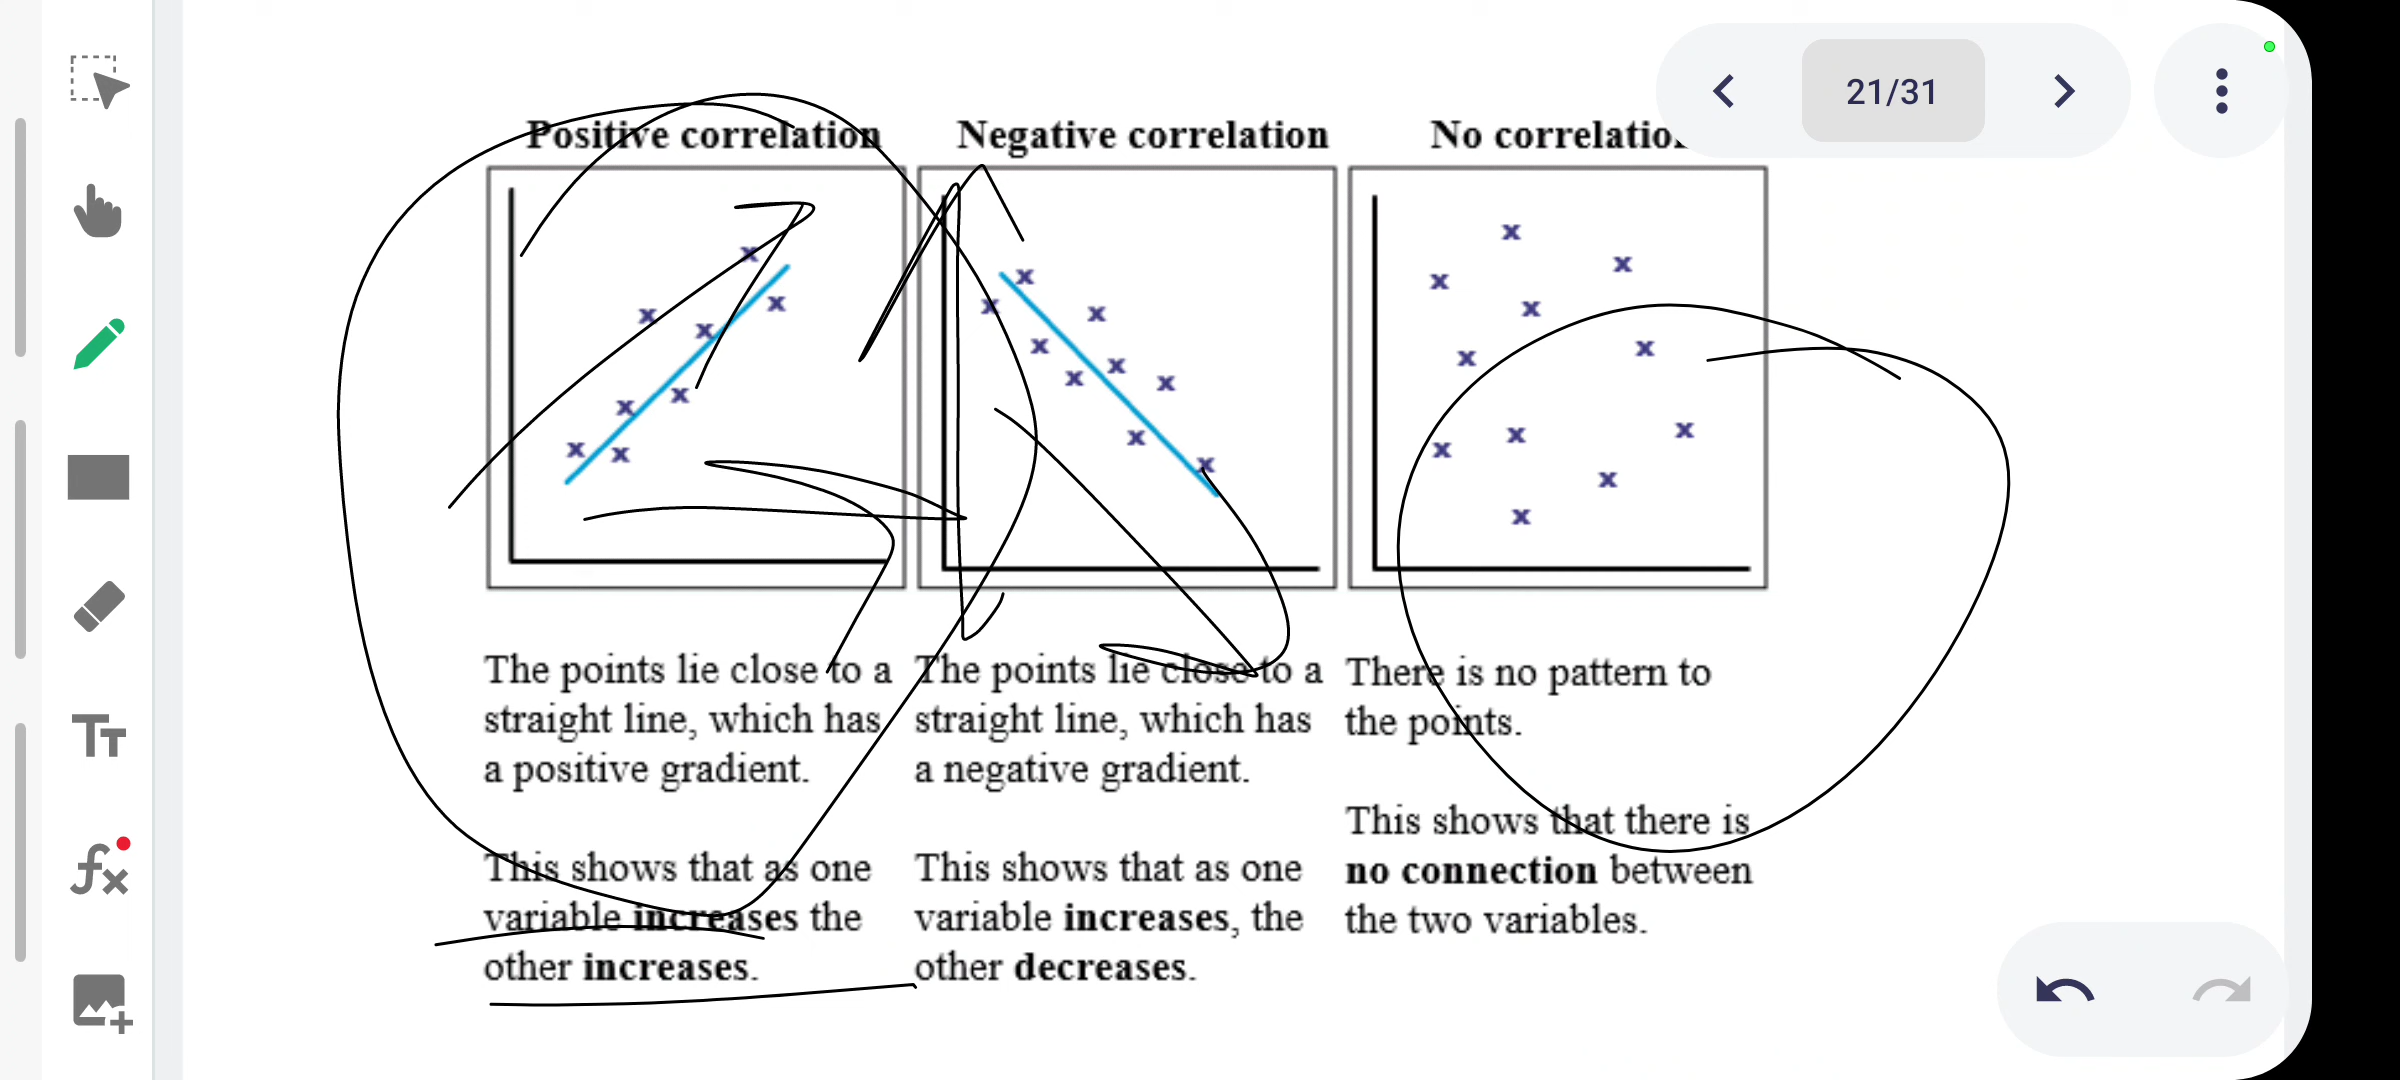 21/31
Positive correlation
Negative correlation
No correlation
The points lie close to a
straight line, which has
a positive gradient.
This shows that as one
variable increases the
other increases.
The points lie close to a
straight line, which has
a negative gradient.
This shows that as one
variable increases, the
other decreases.
There is no pattern to
the points.
This shows that there is
no connection between
the two variables.
TT
fx